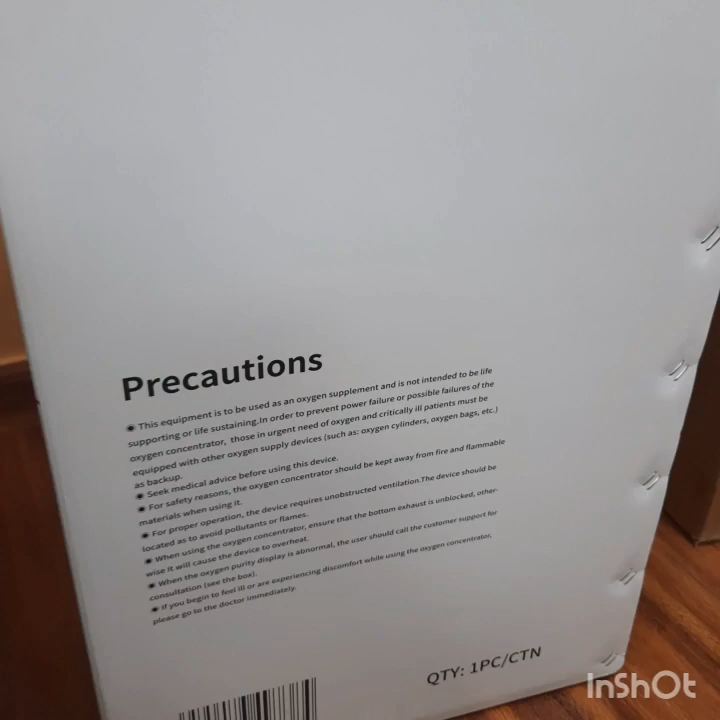 Precautions
◉ This equipment is to be used as an oxygen supplement and is not intended to be life
supporting or life sustaining.In order to prevent power failure or possible failures of the
oxygen concentrator, those in urgent need of oxygen and critically ill patients must be
equipped with other oxygen supply devices (such as: oxygen cylinders, oxygen bags, etc.)
as backup.
◉ Seek medical advice before using this device.
◉ For safety reasons, the oxygen concentrator should be kept away from fire and flammable
materials when using it.
◉ For proper operation, the device requires unobstructed ventilation.The device should be
located as to avoid pollutants or flames.
◉ When using the oxygen concentrator, ensure that the bottom exhaust is unblocked, other-
wise it will cause the device to overheat.
◉ When the oxygen purity display is abnormal, the user should call the customer support for
consultation (see the box).
◉ If you begin to feel ill or are experiencing discomfort while using the oxygen concentrator,
please go to the doctor immediately.
QTY: 1PC/CTN
InShOt